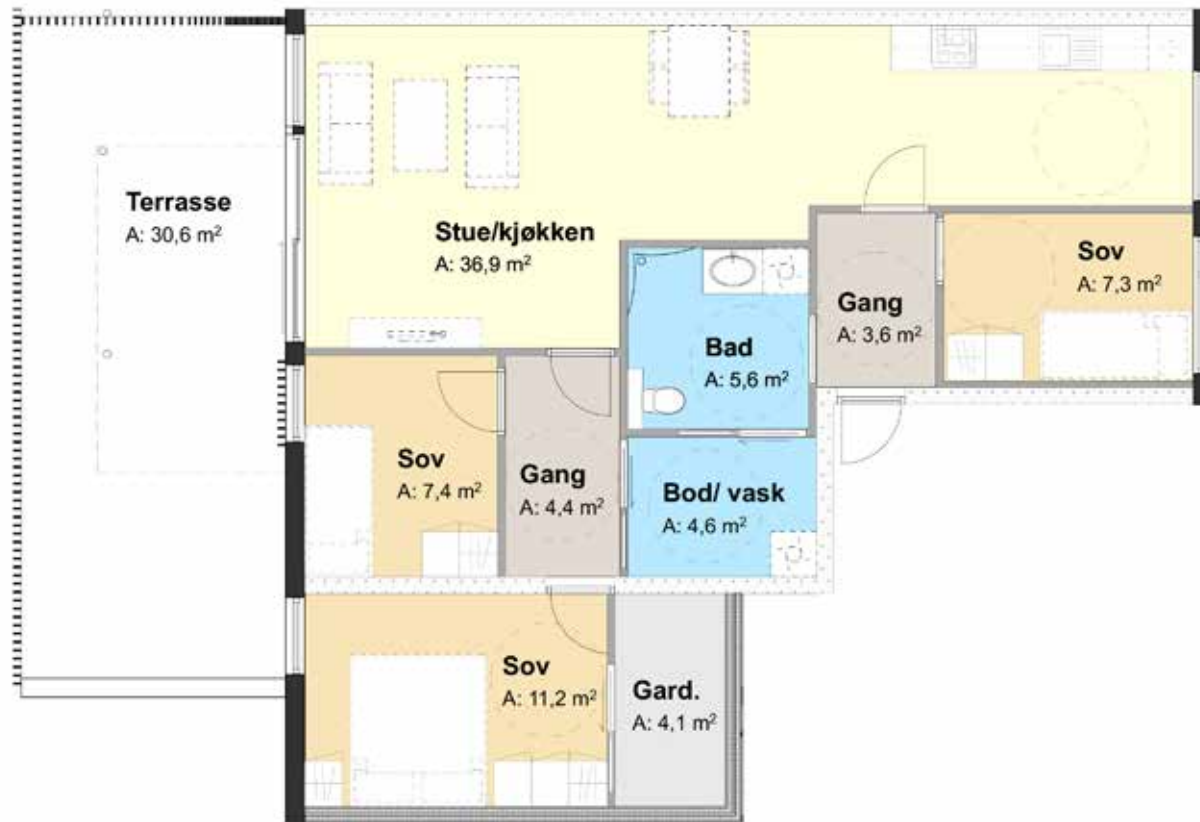 Terrasse
A: 30,6 m²
Stue/kjøkken
A: 36,9 m²
Sov
A: 7,3 m²
Gang
A: 3,6 m²
Bad
A: 5,6 m²
Sov
A: 7,4 m²
Gang
A: 4,4 m²
Bod/ vask
A: 4,6 m²
Sov
A: 11,2 m²
Gard.
A: 4,1 m²